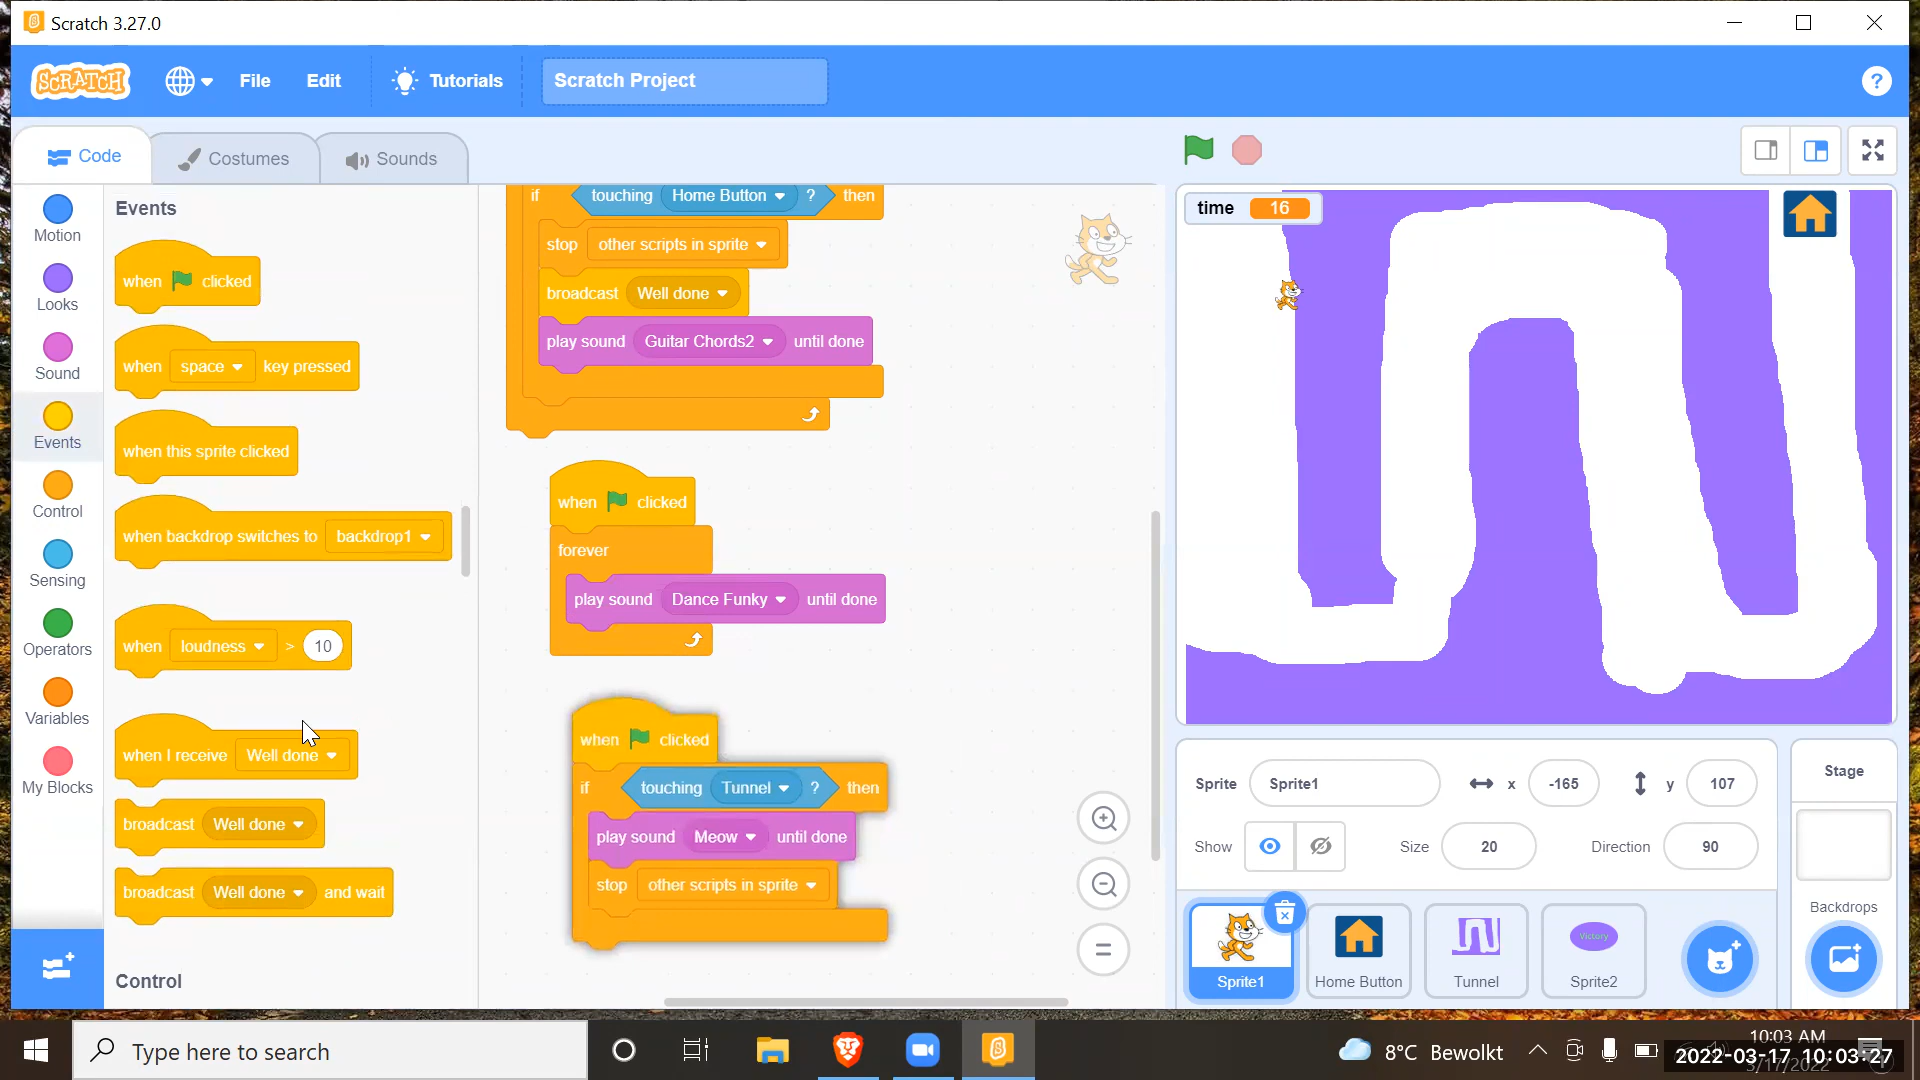 Scratch 3.27.0
SCRATCH
File
Edit
Tutorials
Scratch Project
?
Code
Costumes
Sounds
Motion
Looks
Sound
Events
Control
Sensing
Operators
Variables
My Blocks
Events
when clicked
when space key pressed
when this sprite clicked
when backdrop switches to backdrop1
when loudness > 10
when I receive Well done
broadcast Well done
broadcast Well done and wait
Control
if touching Home Button ? then
stop other scripts in sprite
broadcast Well done
play sound Guitar Chords2 until done
when clicked
forever
play sound Dance Funky until done
when clicked
if touching Tunnel ? then
play sound Meow until done
stop other scripts in sprite
time 16
Sprite Sprite1 x -165 y 107
Show Size 20 Direction 90
Sprite1
Home Button
Tunnel
Victory
Sprite2
Stage
Backdrops
Type here to search
8°C Bewolkt
10:03 AM
3/17/2022
2022-03-17 10:03:27